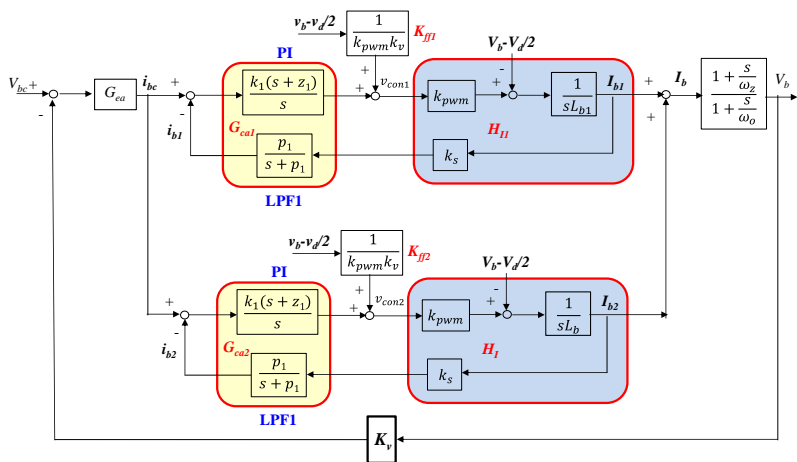 v_b-v_d/2
1
k_pwm k_v
K_ff1
PI
V_b-V_d/2
V_bc
+
-
G_ea
i_bc
+
-
k_1(s + z_1)
s
+
+
v_con1
k_pwm
+
-
1
sL_b1
I_b1
+
+
I_b
1 + s/ω_z
1 + s/ω_o
V_b
i_b1
G_ca1
p_1
s + p_1
H_I1
k_s
LPF1
v_b-v_d/2
1
k_pwm k_v
K_ff2
PI
V_b-V_d/2
+
-
k_1(s + z_1)
s
+
+
v_con2
k_pwm
+
-
1
sL_b
I_b2
i_b2
G_ca2
p_1
s + p_1
H_I
k_s
LPF1
K_v